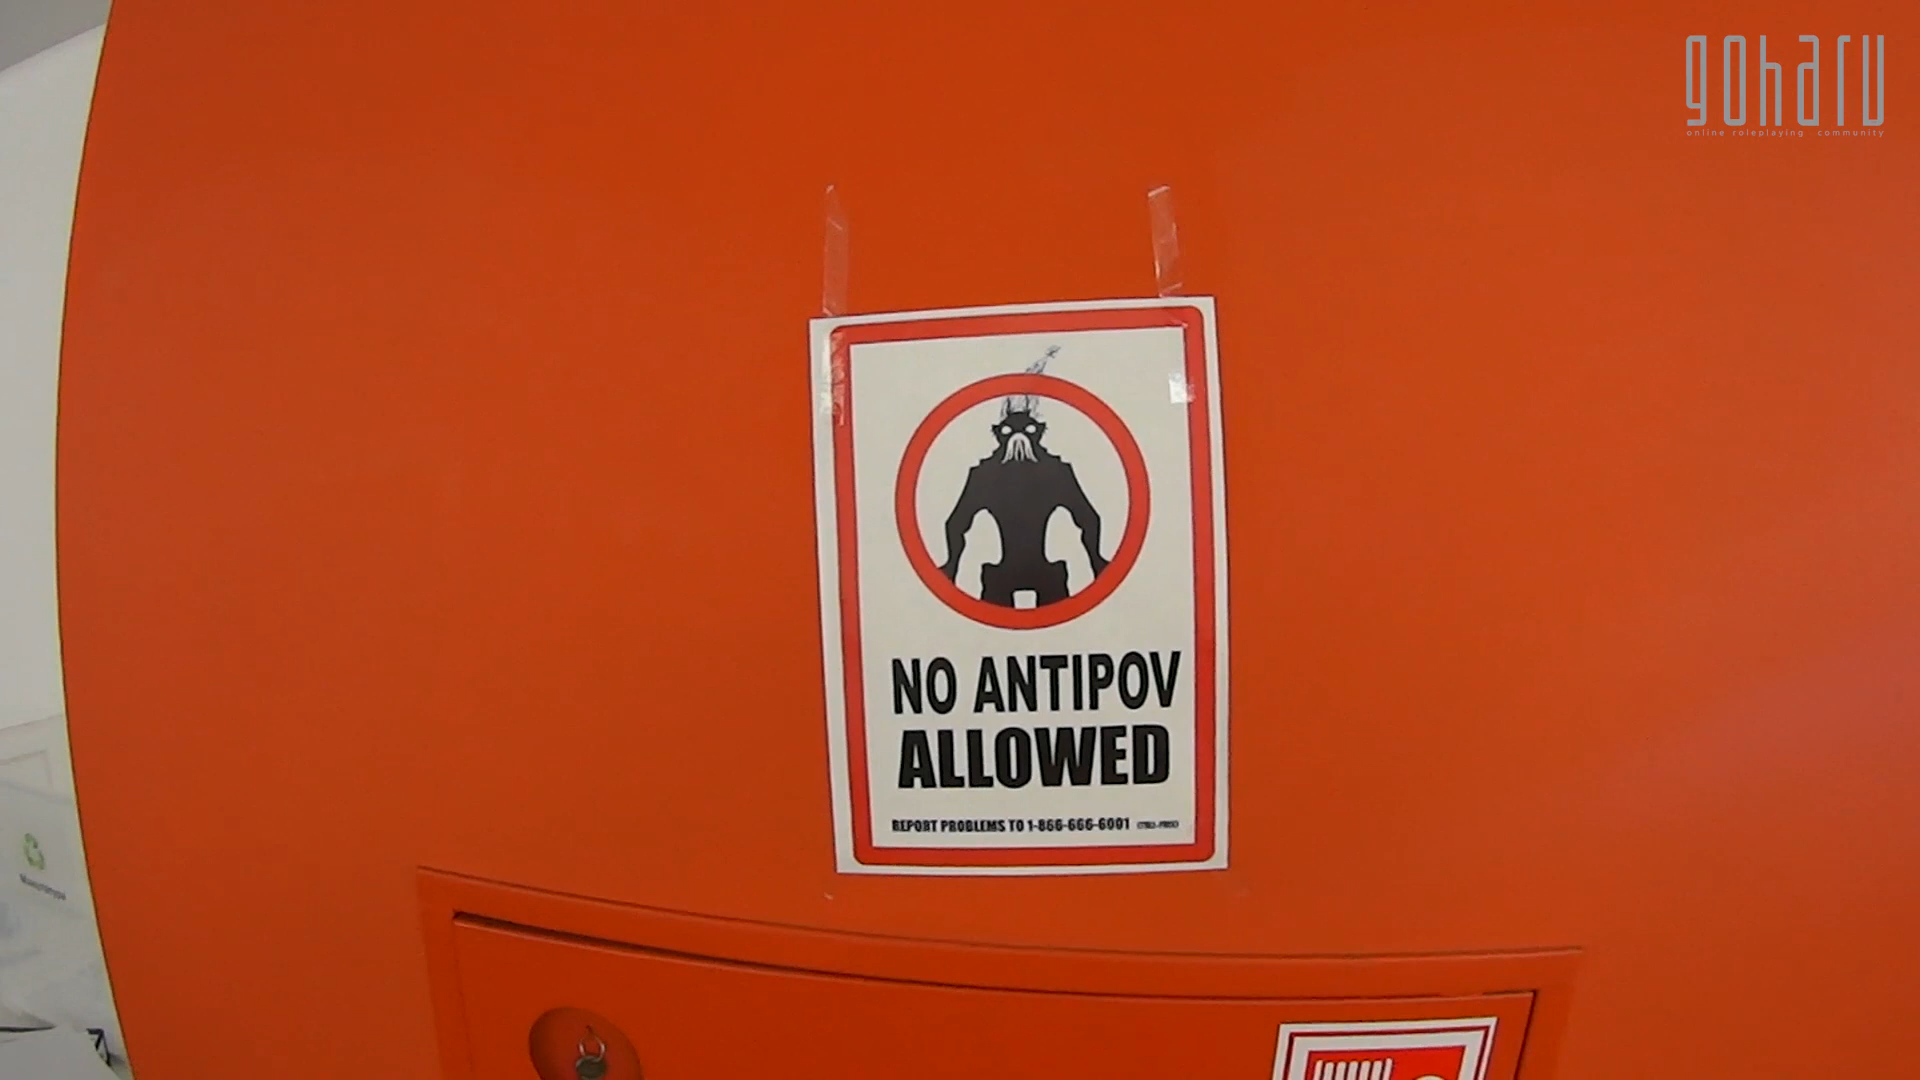 goharu
online roleplaying community
NO ANTIPOV
ALLOWED
REPORT PROBLEMS TO 1-866-666-6001